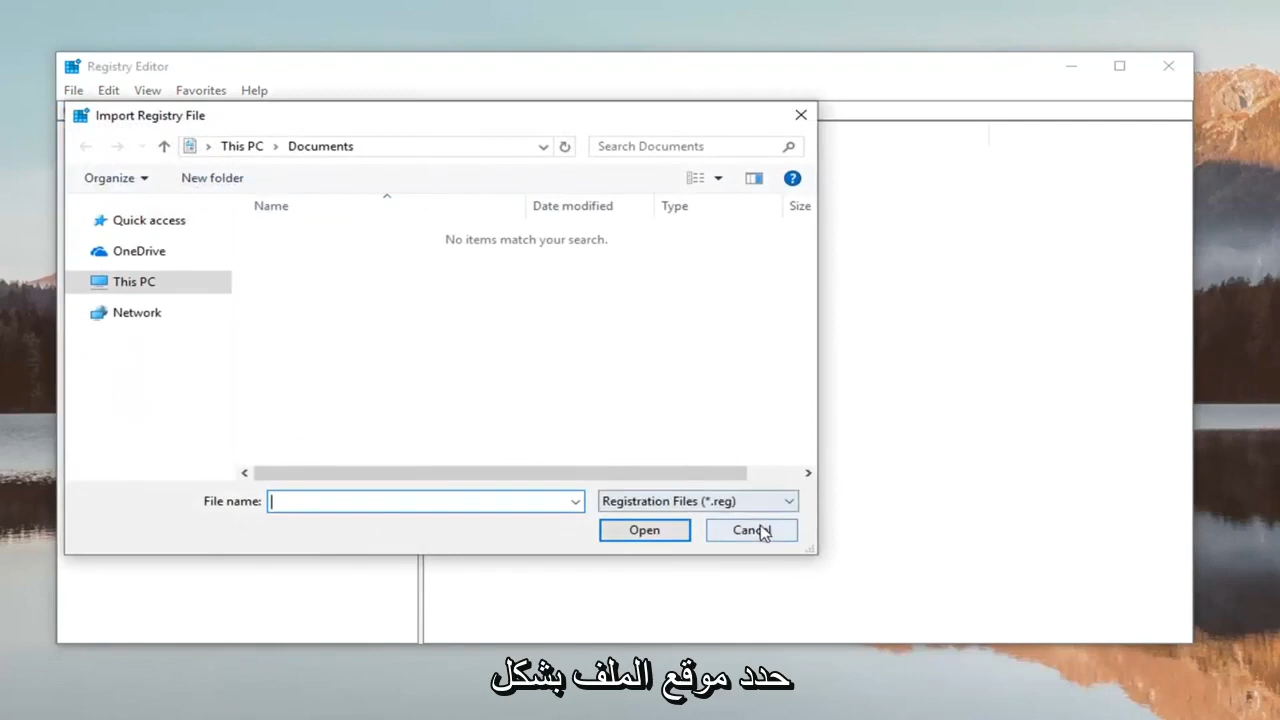 Registry Editor
File Edit View Favorites Help
Import Registry File
This PC Documents
Search Documents
Organize New folder
Name Date modified Type Size
Quick access
No items match your search.
OneDrive
This PC
Network
File name: Registration Files (*.reg)
Open Cancel
حدد موقع الملف بشكل